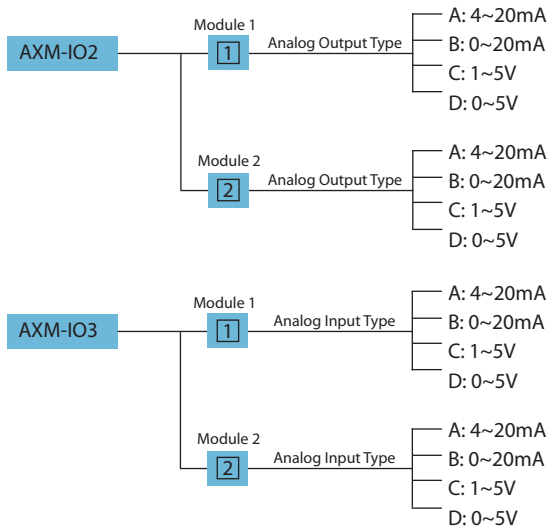 Module 1
AXM-IO2
1
Analog Output Type
A: 4~20mA
B: 0~20mA
C: 1~5V
D: 0~5V
Module 2
2
Analog Output Type
A: 4~20mA
B: 0~20mA
C: 1~5V
D: 0~5V
Module 1
AXM-IO3
1
Analog Input Type
A: 4~20mA
B: 0~20mA
C: 1~5V
D: 0~5V
Module 2
2
Analog Input Type
A: 4~20mA
B: 0~20mA
C: 1~5V
D: 0~5V